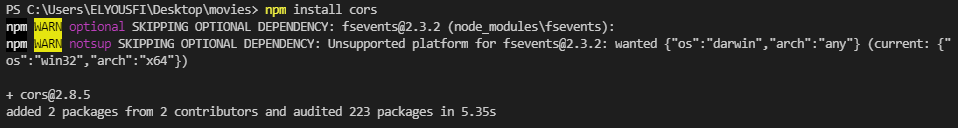 PS C:\Users\ELYOUSFI\Desktop\movies> npm install cors
npm WARN optional SKIPPING OPTIONAL DEPENDENCY: fsevents@2.3.2 (node_modules\fsevents):
npm WARN notsup SKIPPING OPTIONAL DEPENDENCY: Unsupported platform for fsevents@2.3.2: wanted {"os":"darwin","arch":"any"} (current: {"
os":"win32","arch":"x64"})
+ cors@2.8.5
added 2 packages from 2 contributors and audited 223 packages in 5.35s